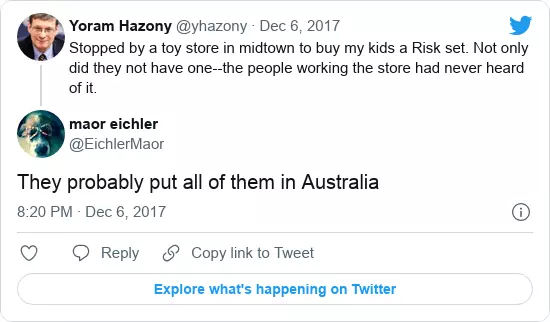 Yoram Hazony @yhazony · Dec 6, 2017
Stopped by a toy store in midtown to buy my kids a Risk set. Not only
did they not have one--the people working the store had never heard
of it.
maor eichler
@EichlerMaor
They probably put all of them in Australia
8:20 PM · Dec 6, 2017
Reply
Copy link to Tweet
Explore what's happening on Twitter